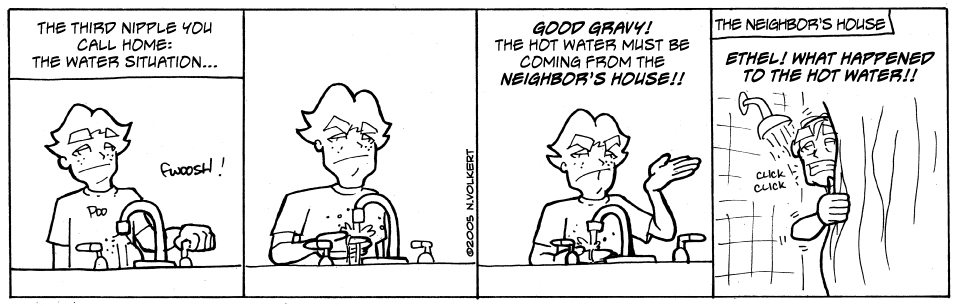 THE THIRD NIPPLE YOU
CALL HOME:
THE WATER SITUATION...
FWOOSH!
POO
©2005 N.VOLKERT
GOOD GRAVY!
THE HOT WATER MUST BE
COMING FROM THE
NEIGHBOR'S HOUSE!!
THE NEIGHBOR'S HOUSE
ETHEL! WHAT HAPPENED
TO THE HOT WATER!!
CLICK
CLICK